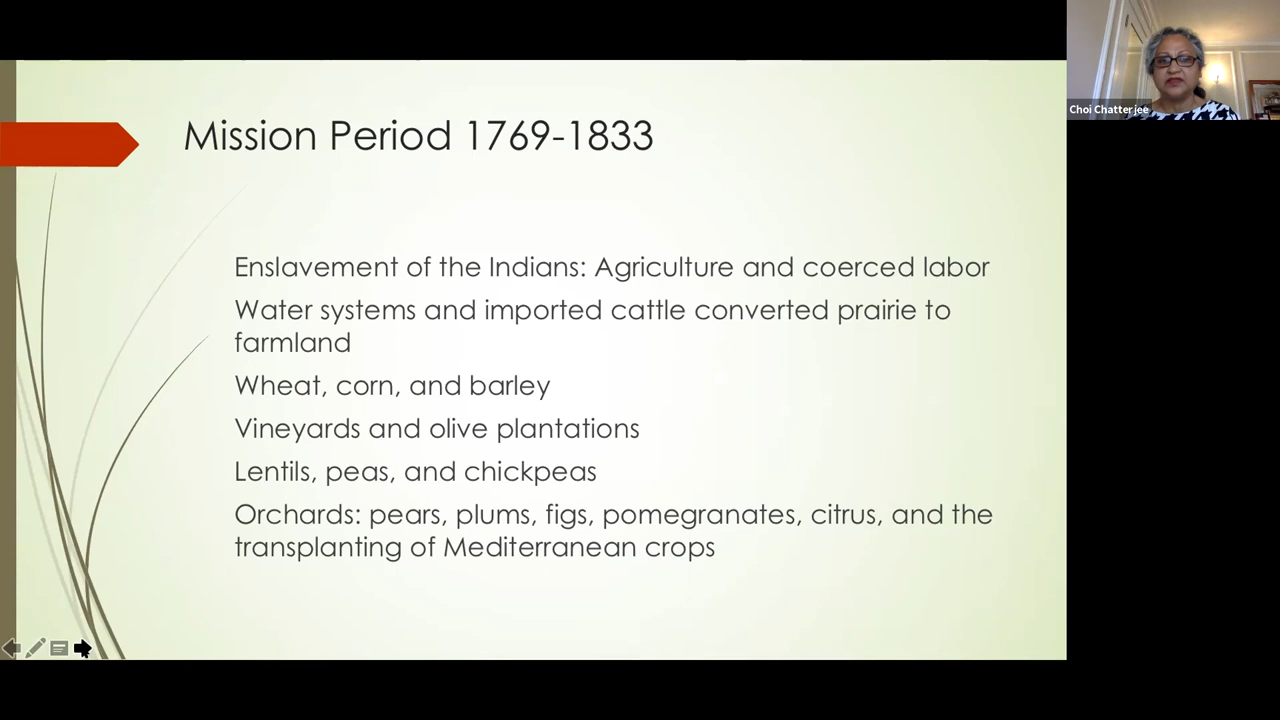 Mission Period 1769-1833
Choi Chatterjee
Enslavement of the Indians: Agriculture and coerced labor
Water systems and imported cattle converted prairie to
farmland
Wheat, corn, and barley
Vineyards and olive plantations
Lentils, peas, and chickpeas
Orchards: pears, plums, figs, pomegranates, citrus, and the
transplanting of Mediterranean crops